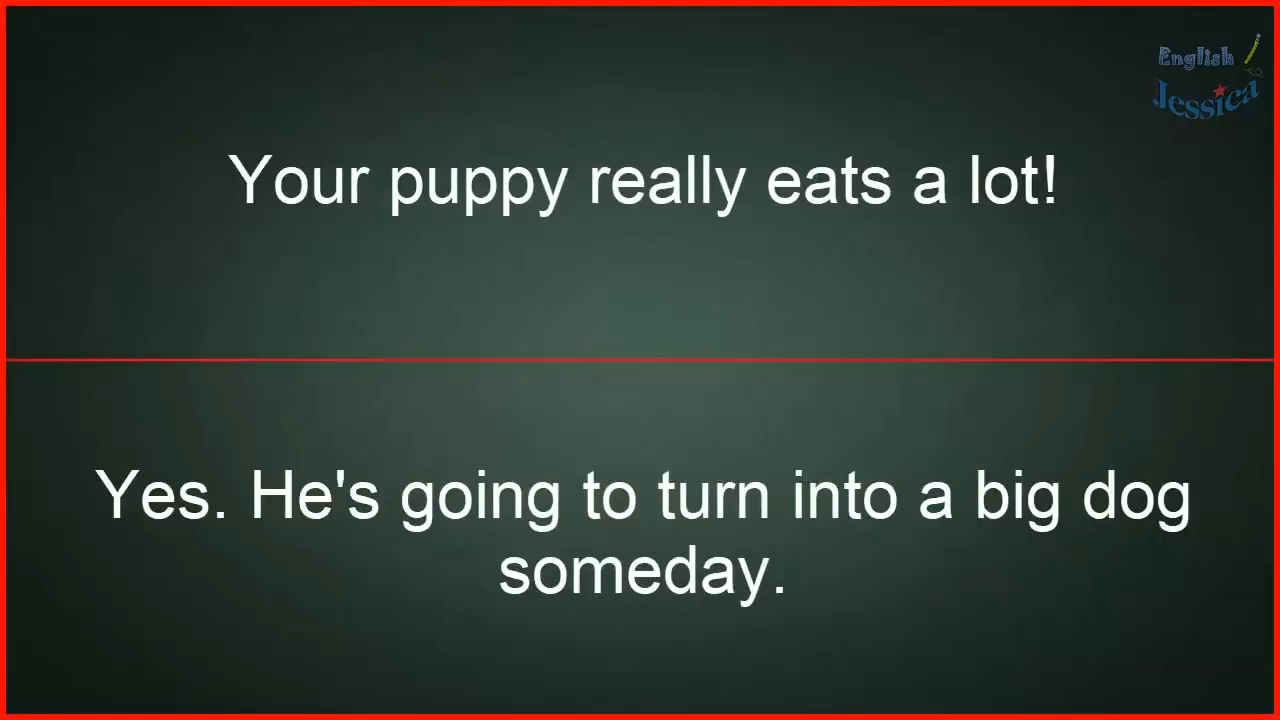 English
Jessica
Your puppy really eats a lot!
Yes. He's going to turn into a big dog
someday.